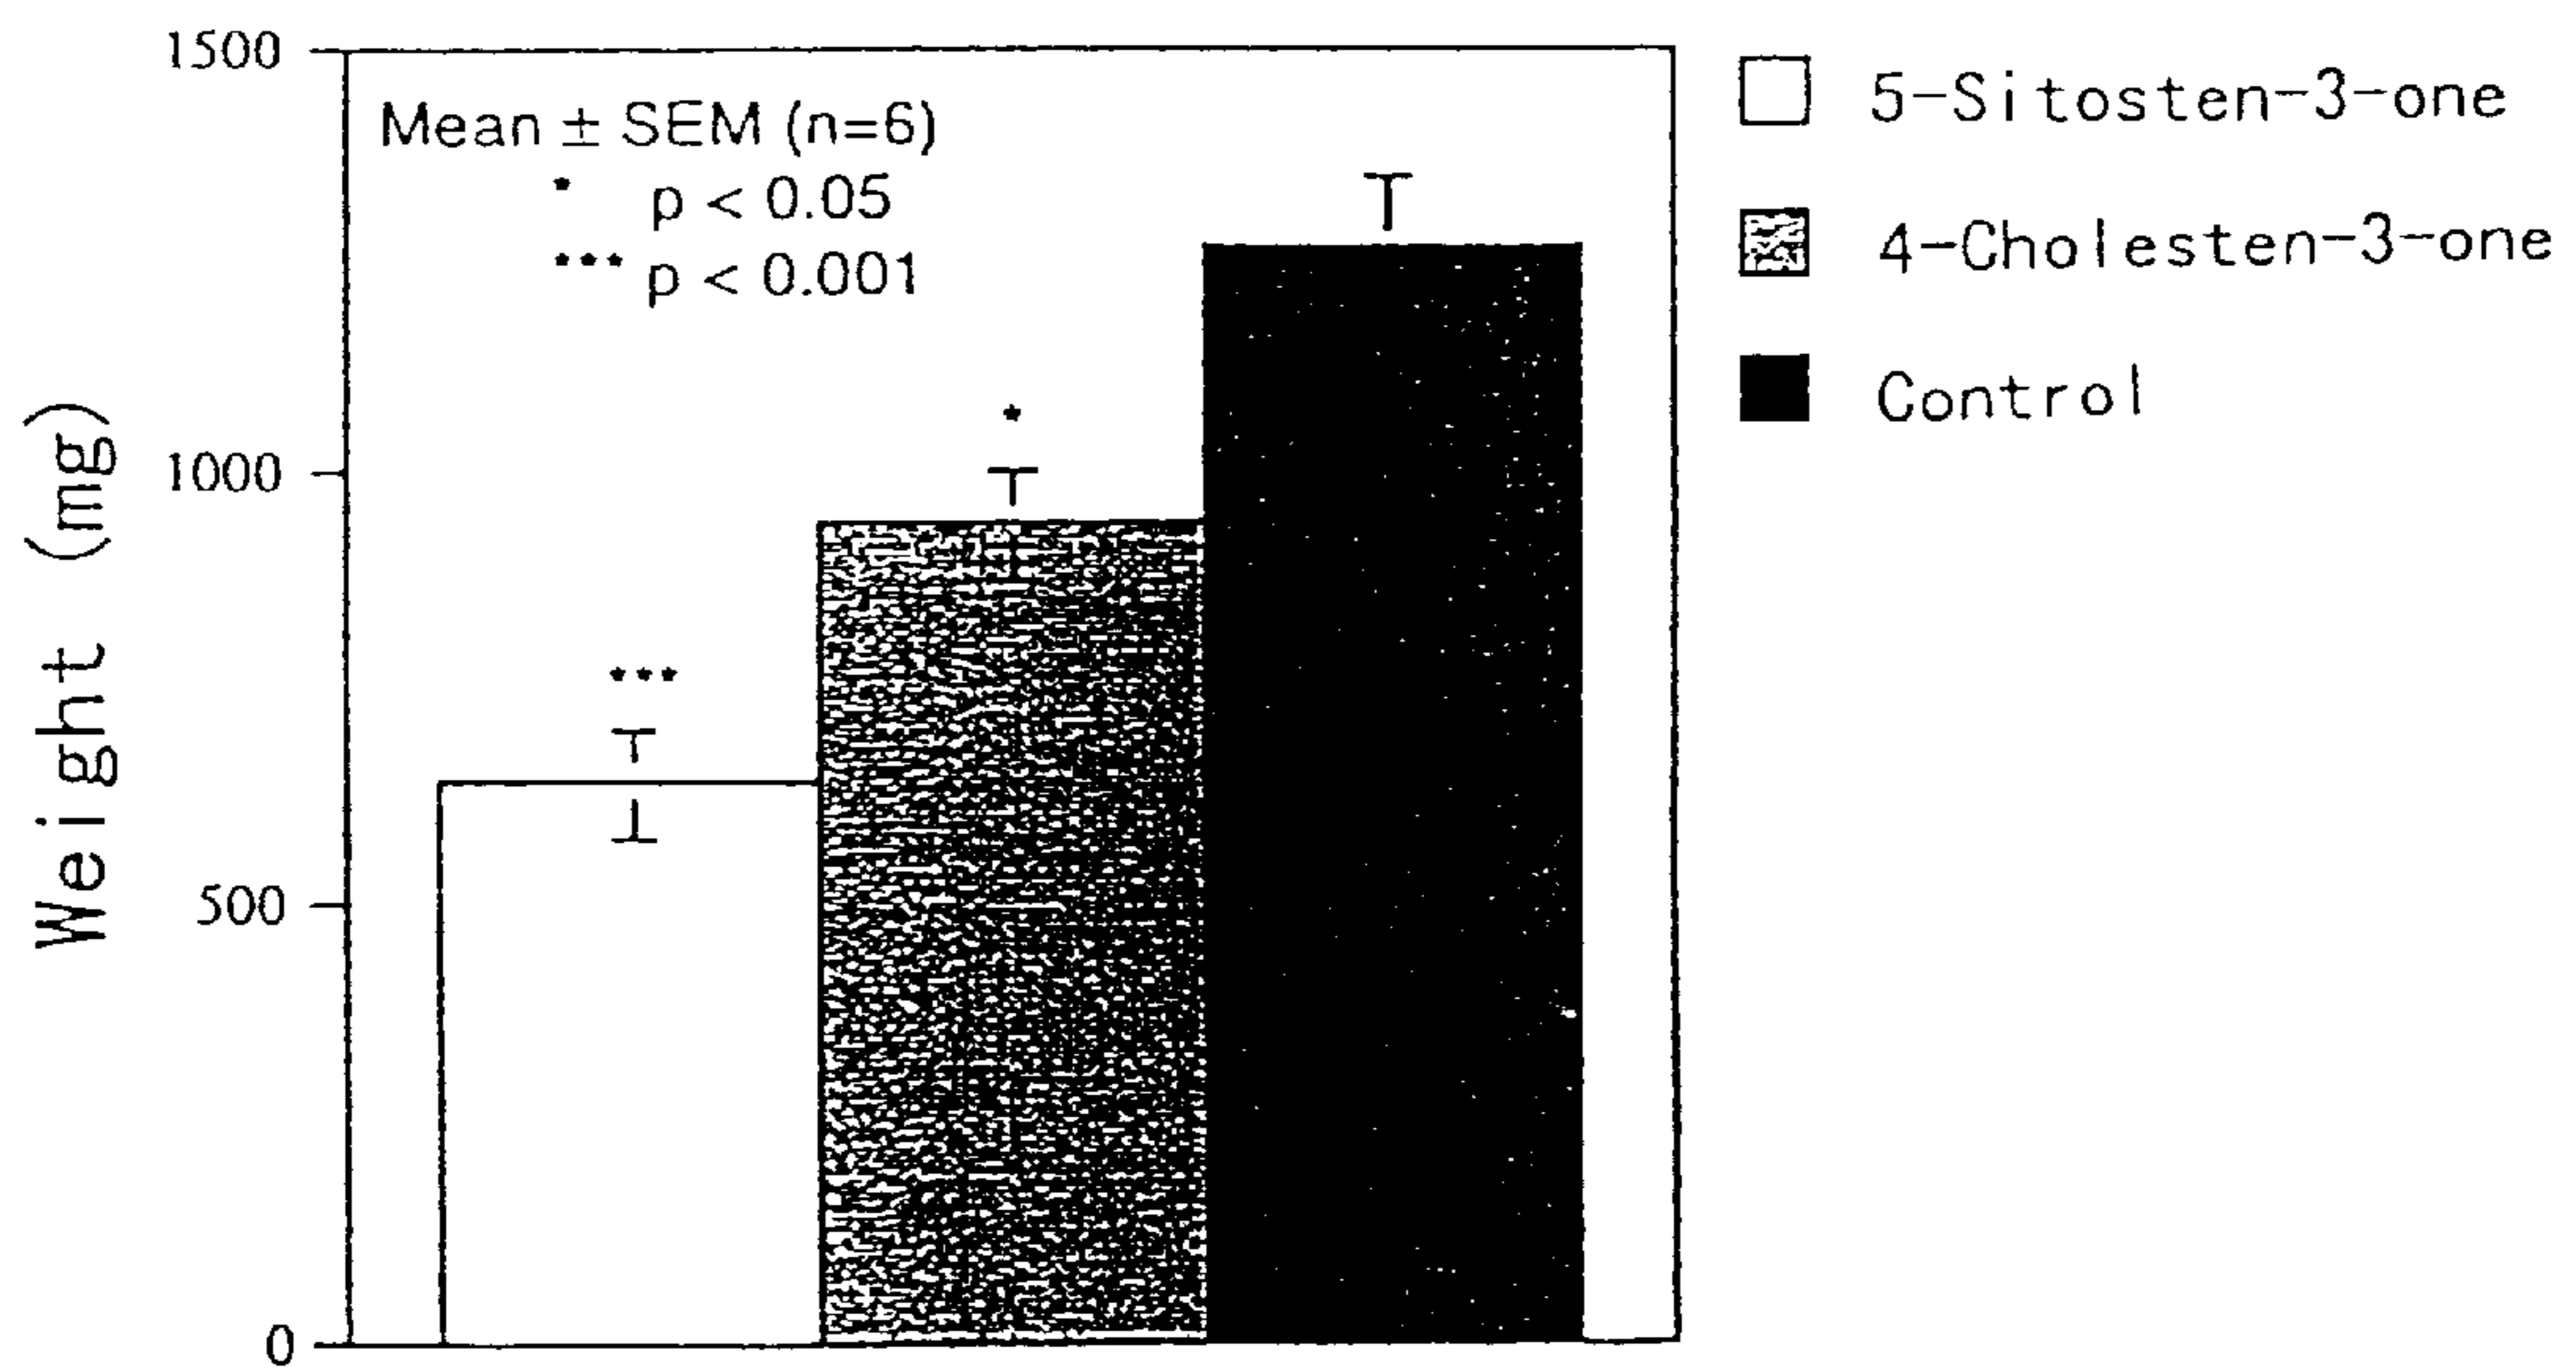 1500
1000
500
0
Weight (mg)
Mean ± SEM (n=6)
* p < 0.05
*** p < 0.001
***
*
5-Sitosten-3-one
4-Cholesten-3-one
Control